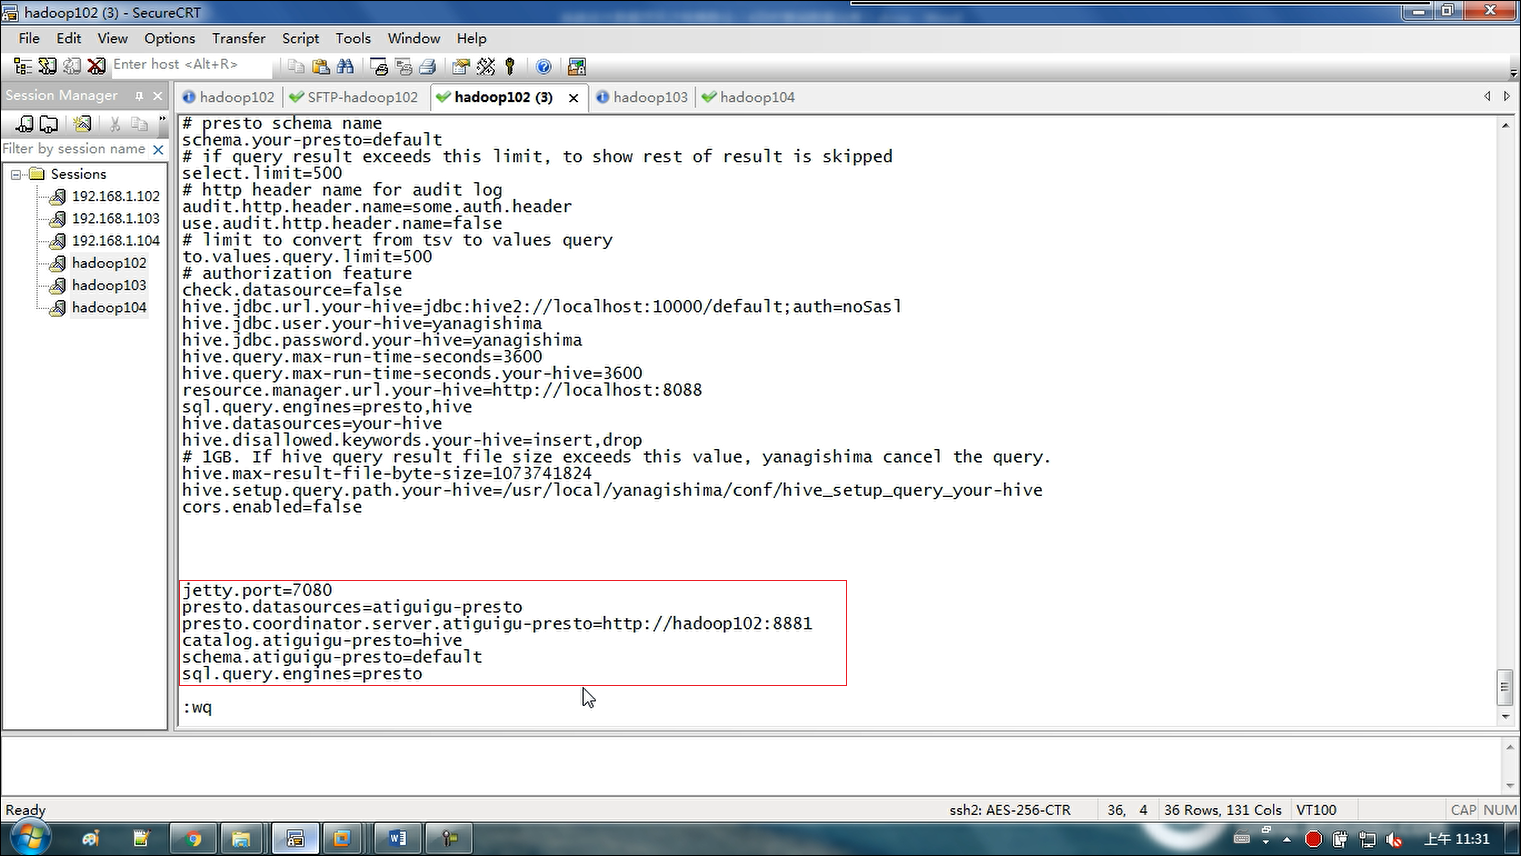 hadoop102 (3) - SecureCRT
File Edit View Options Transfer Script Tools Window Help
Enter host <Alt+R>
Session Manager
hadoop102 SFTP-hadoop102 hadoop102 (3) hadoop103 hadoop104
Filter by session name
Sessions
192.168.1.102
192.168.1.103
192.168.1.104
hadoop102
hadoop103
hadoop104
# presto schema name
schema.your-presto=default
# if query result exceeds this limit, to show rest of result is skipped
select.limit=500
# http header name for audit log
audit.http.header.name=some.auth.header
use.audit.http.header.name=false
# limit to convert from tsv to values query
to.values.query.limit=500
# authorization feature
check.datasource=false
hive.jdbc.url.your-hive=jdbc:hive2://localhost:10000/default;auth=noSasl
hive.jdbc.user.your-hive=yanagishima
hive.jdbc.password.your-hive=yanagishima
hive.query.max-run-time-seconds=3600
hive.query.max-run-time-seconds.your-hive=3600
resource.manager.url.your-hive=http://localhost:8088
sql.query.engines=presto,hive
hive.datasources=your-hive
hive.disallowed.keywords.your-hive=insert,drop
# 1GB. If hive query result file size exceeds this value, yanagishima cancel the query.
hive.max-result-file-byte-size=1073741824
hive.setup.query.path.your-hive=/usr/local/yanagishima/conf/hive_setup_query_your-hive
cors.enabled=false
jetty.port=7080
presto.datasources=atiguigu-presto
presto.coordinator.server.atiguigu-presto=http://hadoop102:8881
catalog.atiguigu-presto=hive
schema.atiguigu-presto=default
sql.query.engines=presto
:wq
Ready
ssh2: AES-256-CTR 36, 4 36 Rows, 131 Cols VT100 CAP NUM
上午 11:31